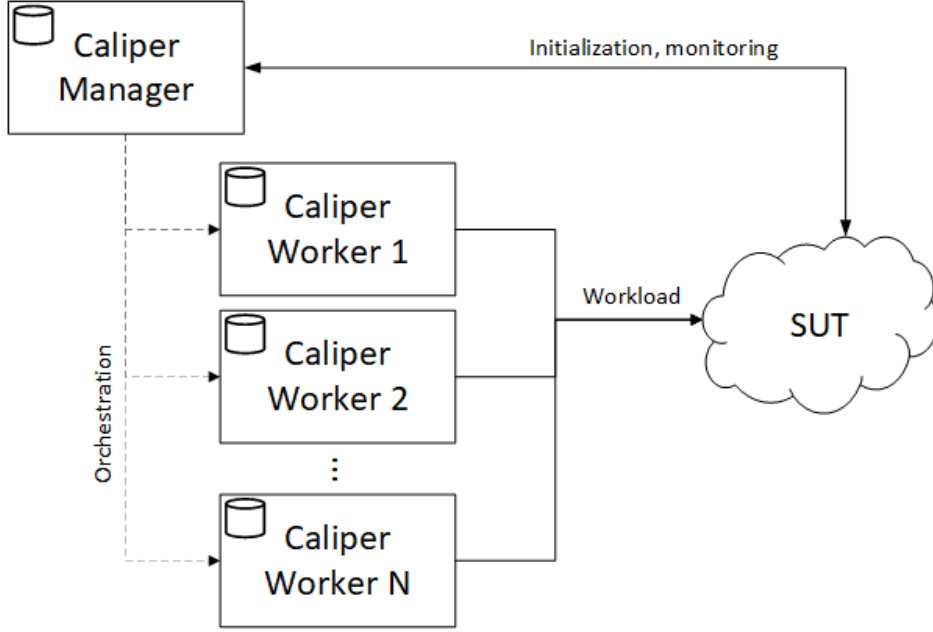 Caliper
Manager
Initialization, monitoring
Caliper
Worker 1
Workload
SUT
Caliper
Worker 2
Orchestration
⋮
Caliper
Worker N